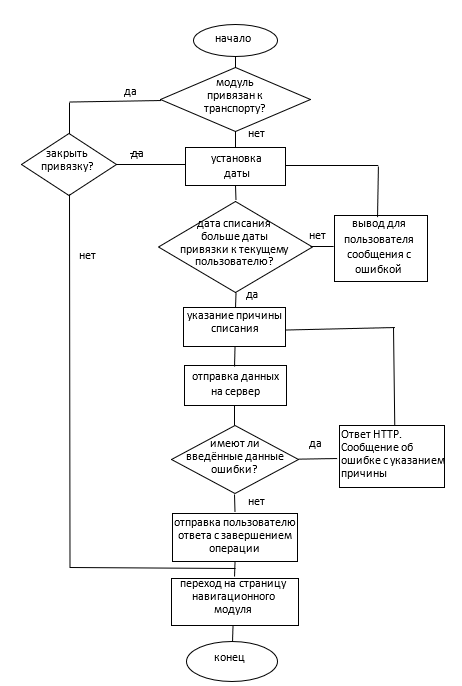 начало
модуль
привязан к
транспорту?
да
нет
закрыть
привязку?
да
установка
даты
дата списания
больше даты
привязки к текущему
пользователю?
нет
вывод для
пользователя
сообщения с
ошибкой
нет
да
указание причины
списания
отправка данных
на сервер
имеют ли
введённые данные
ошибки?
да
Ответ HTTP.
Сообщение об
ошибке с указанием
причины
нет
отправка пользователю
ответа с завершением
операции
переход на страницу
навигационного
модуля
конец